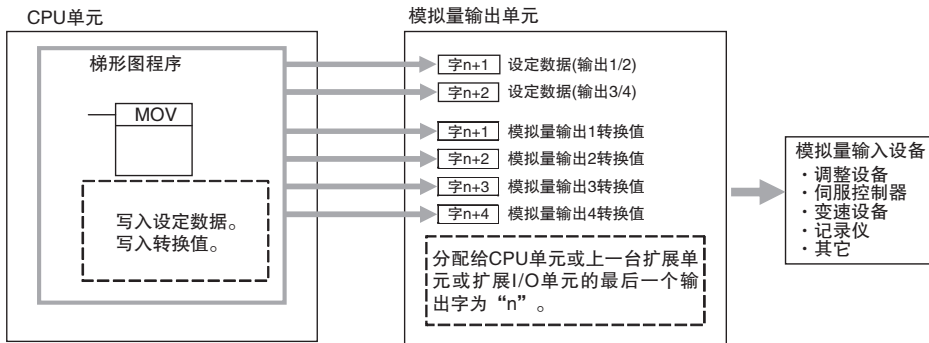 CPU单元
模拟量输出单元
梯形图程序
MOV
写入设定数据。
写入转换值。
字n+1 设定数据(输出1/2)
字n+2 设定数据(输出3/4)
字n+1 模拟量输出1转换值
字n+2 模拟量输出2转换值
字n+3 模拟量输出3转换值
字n+4 模拟量输出4转换值
分配给CPU单元或上一台扩展单
元或扩展I/O单元的最后一个输
出字为“n”。
模拟量输入设备
・调整设备
・伺服控制器
・变速设备
・记录仪
・其它